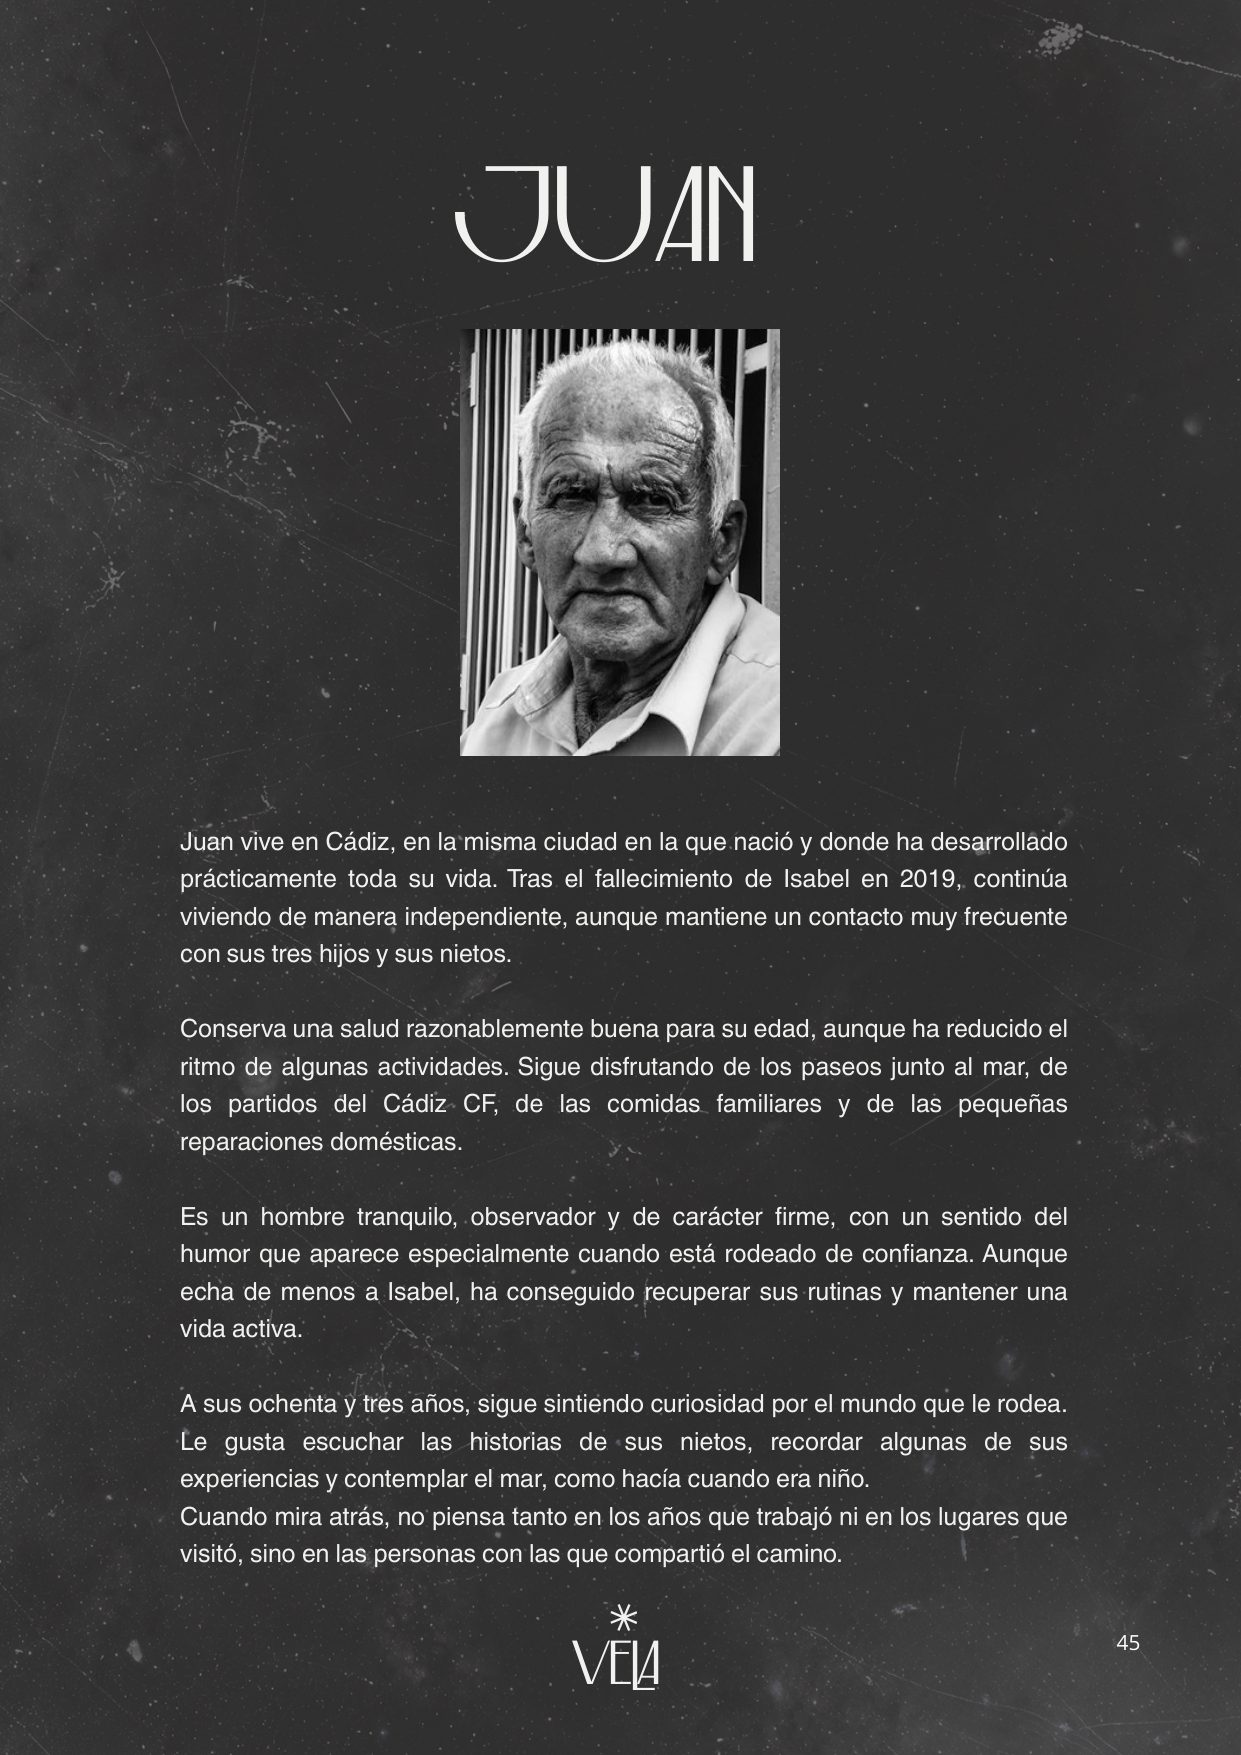 JUAN
Juan vive en Cádiz, en la misma ciudad en la que nació y donde ha desarrollado
prácticamente toda su vida. Tras el fallecimiento de Isabel en 2019, continúa
viviendo de manera independiente, aunque mantiene un contacto muy frecuente
con sus tres hijos y sus nietos.
Conserva una salud razonablemente buena para su edad, aunque ha reducido el
ritmo de algunas actividades. Sigue disfrutando de los paseos junto al mar, de
los partidos del Cádiz CF, de las comidas familiares y de las pequeñas
reparaciones domésticas.
Es un hombre tranquilo, observador y de carácter firme, con un sentido del
humor que aparece especialmente cuando está rodeado de confianza. Aunque
echa de menos a Isabel, ha conseguido recuperar sus rutinas y mantener una
vida activa.
A sus ochenta y tres años, sigue sintiendo curiosidad por el mundo que le rodea.
Le gusta escuchar las historias de sus nietos, recordar algunas de sus
experiencias y contemplar el mar, como hacía cuando era niño.
Cuando mira atrás, no piensa tanto en los años que trabajó ni en los lugares que
visitó, sino en las personas con las que compartió el camino.
VELA
45